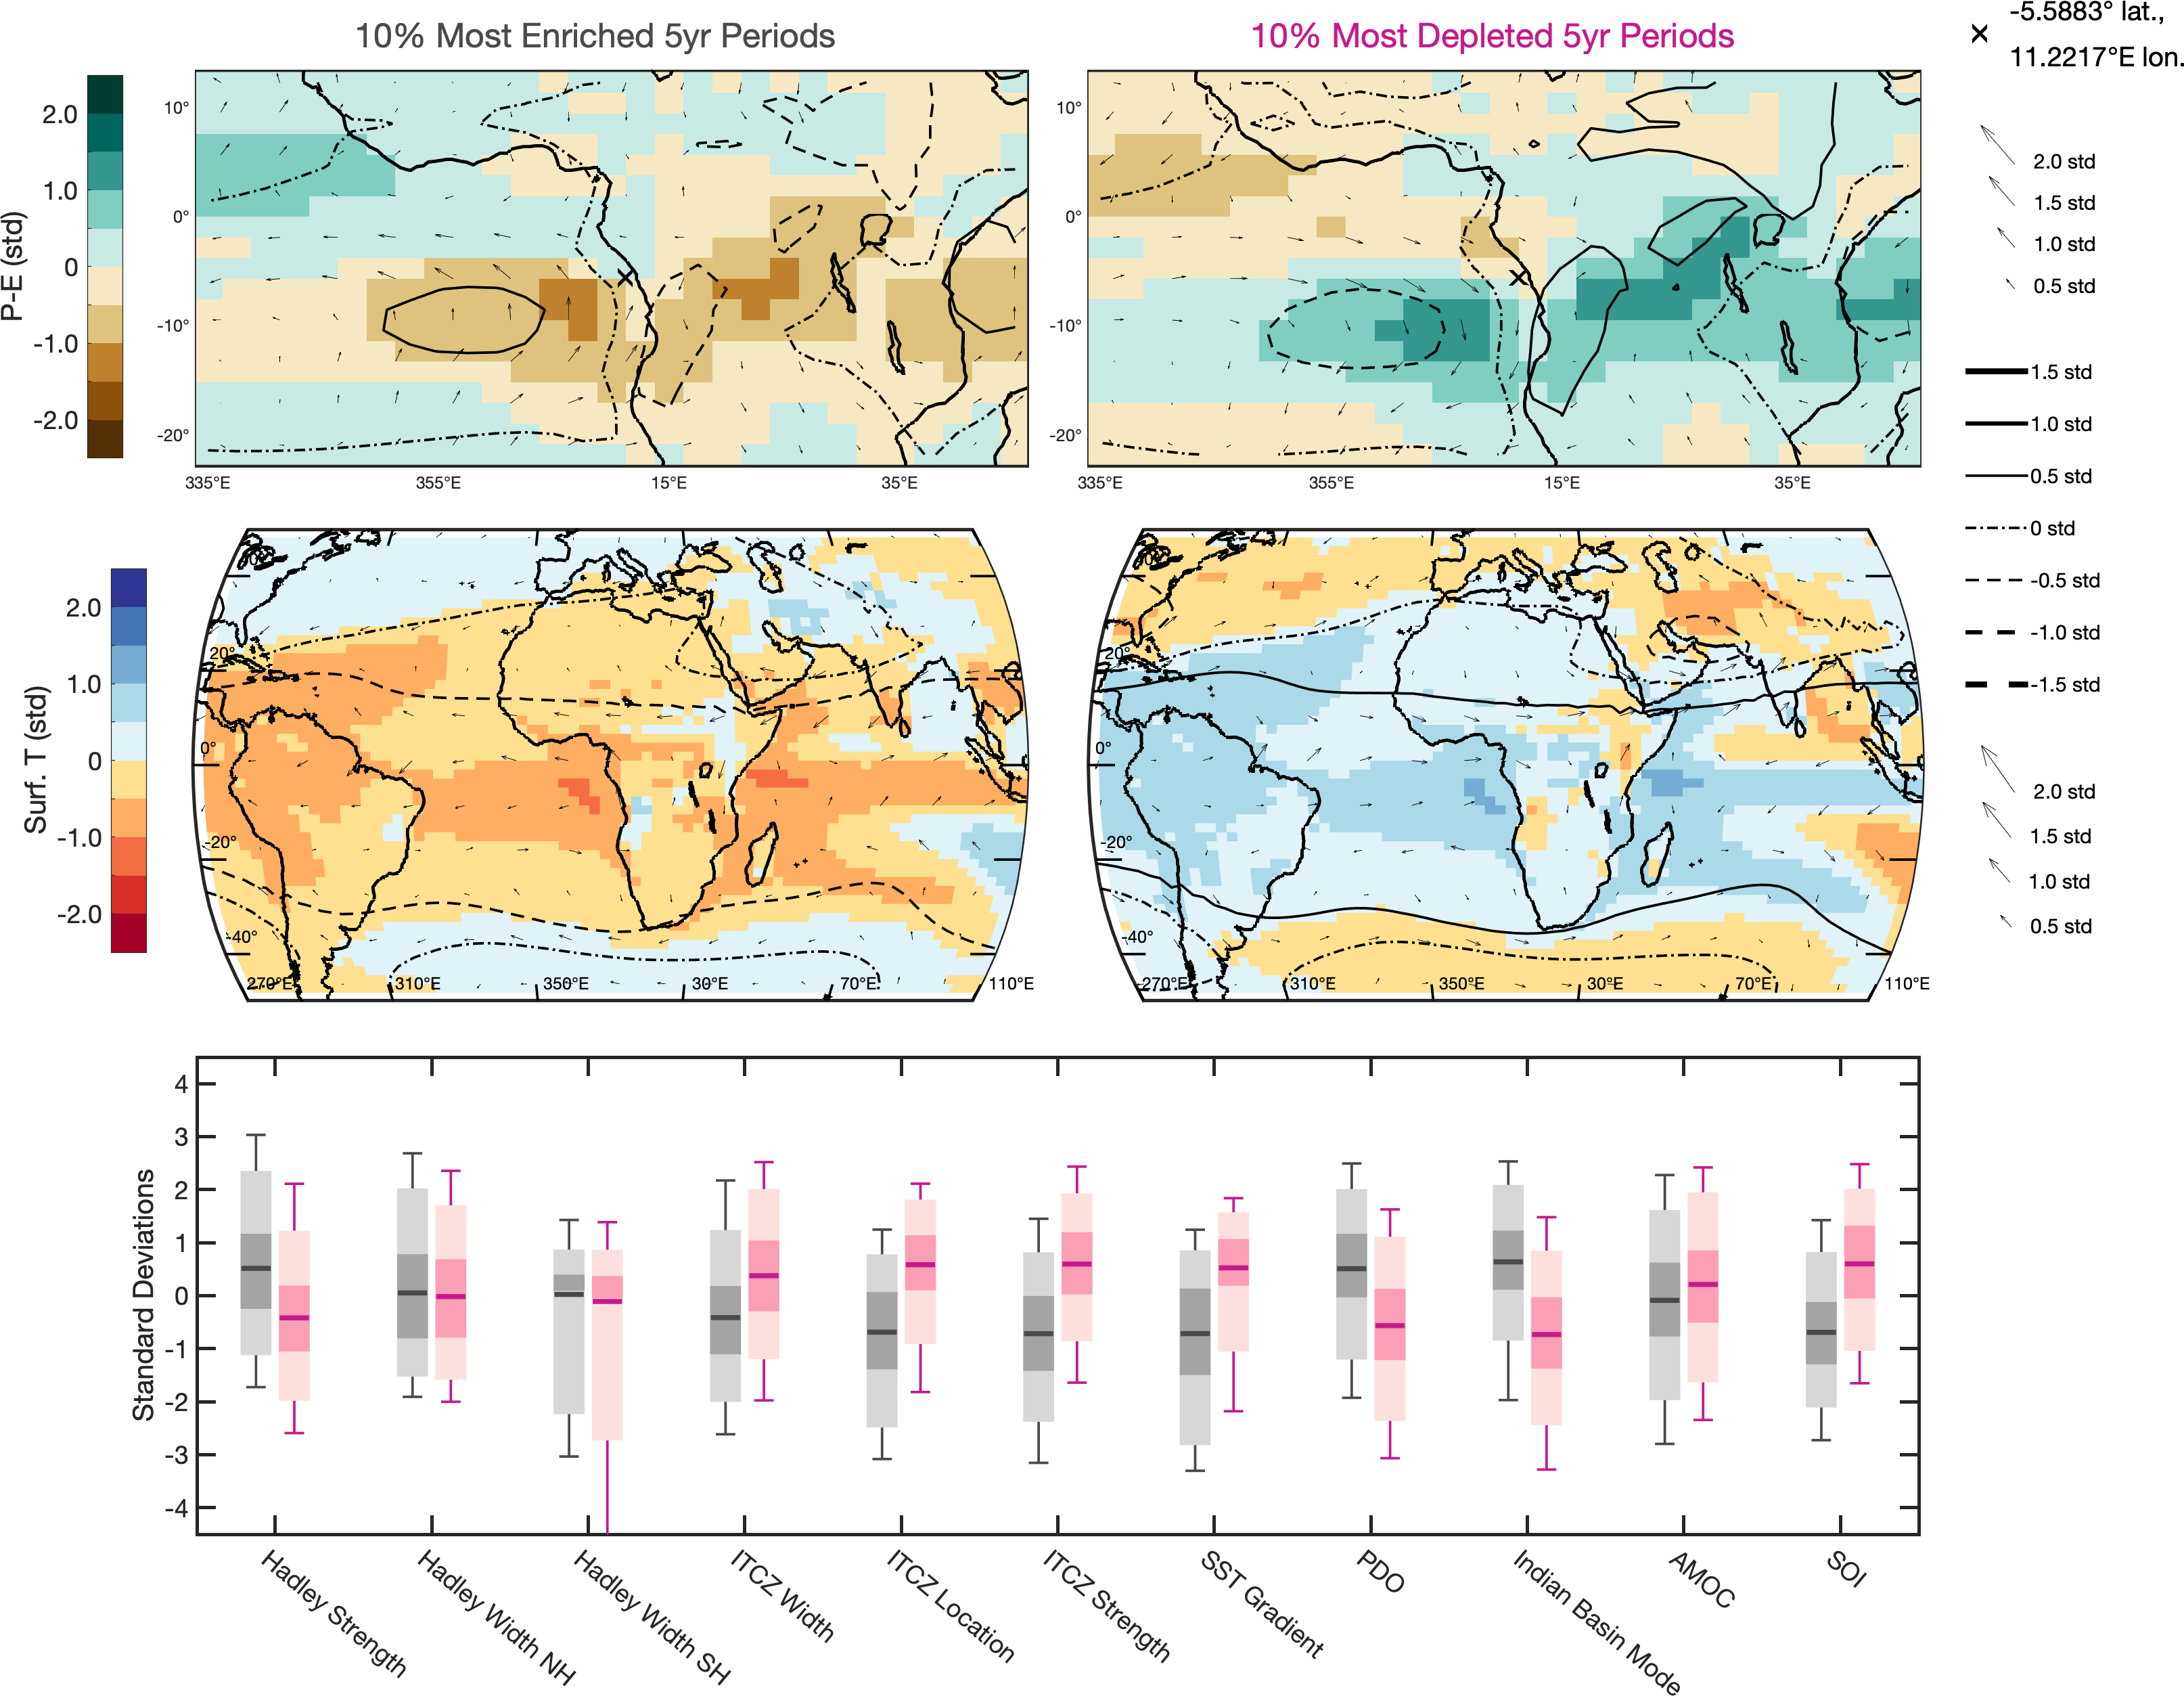 10% Most Enriched 5yr Periods
10% Most Depleted 5yr Periods
-5.5883° lat.,
11.2217°E lon.
P-E (std)
2.0
1.0
0
-1.0
-2.0
10°
0°
-10°
-20°
335°E
355°E
15°E
35°E
10°
0°
-10°
-20°
335°E
355°E
15°E
35°E
2.0 std
1.5 std
1.0 std
0.5 std
1.5 std
1.0 std
0.5 std
0 std
-0.5 std
-1.0 std
-1.5 std
2.0 std
1.5 std
1.0 std
0.5 std
Surf. T (std)
2.0
1.0
0
-1.0
-2.0
20°
0°
-20°
-40°
270°E
310°E
350°E
30°E
70°E
110°E
20°
0°
-20°
-40°
270°E
310°E
350°E
30°E
70°E
110°E
Standard Deviations
4
3
2
1
0
-1
-2
-3
-4
Hadley Strength
Hadley Width NH
Hadley Width SH
ITCZ Width
ITCZ Location
ITCZ Strength
SST Gradient
PDO
Indian Basin Mode
AMOC
SOI